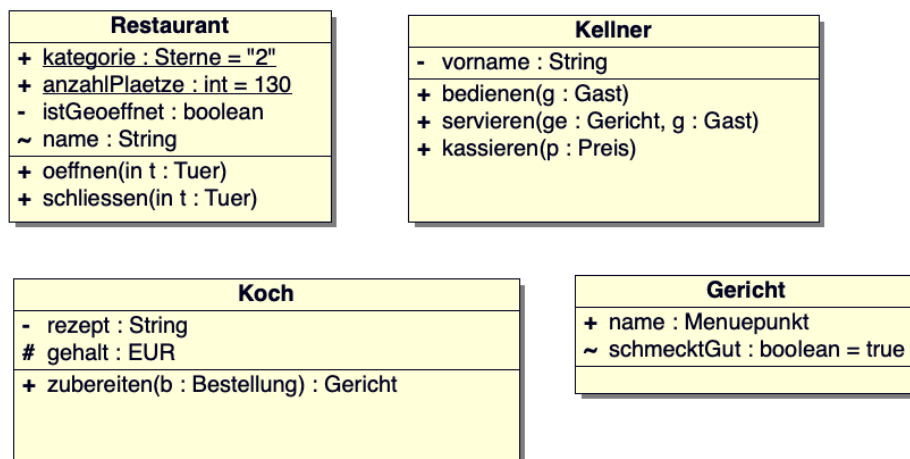 Restaurant
+ kategorie : Sterne = "2"
+ anzahlPlaetze : int = 130
- istGeoeffnet : boolean
~ name : String
+ oeffnen(in t : Tuer)
+ schliessen(in t : Tuer)
Kellner
- vorname : String
+ bedienen(g : Gast)
+ servieren(ge : Gericht, g : Gast)
+ kassieren(p : Preis)
Koch
- rezept : String
# gehalt : EUR
+ zubereiten(b : Bestellung) : Gericht
Gericht
+ name : Menuepunkt
~ schmecktGut : boolean = true